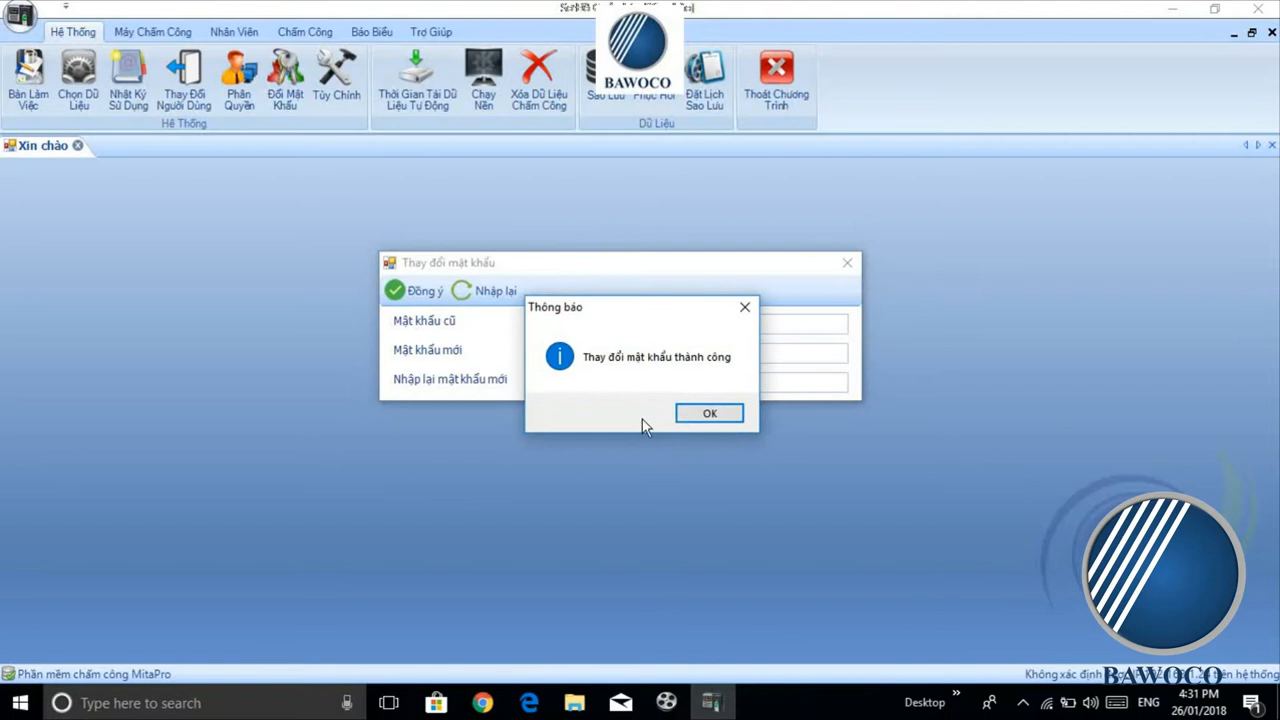 BAWOCO
Hệ Thống
Máy Chấm Công
Nhân Viên
Chấm Công
Báo Biểu
Trợ Giúp
Bàn Làm
Việc
Chọn Dữ
Liệu
Nhật Ký
Sử Dụng
Thay Đổi
Người Dùng
Phân
Quyền
Đổi Mật
Khẩu
Tùy Chỉnh
Thời Gian Tải Dữ
Liệu Tự Động
Chạy
Nền
Xóa Dữ Liệu
Chấm Công
Sao Lưu
Phục Hồi
Đặt Lịch
Sao Lưu
Thoát Chương
Trình
Hệ Thống
Dữ Liệu
Xin chào
Thay đổi mật khẩu
Đồng ý
Nhập lại
Mật khẩu cũ
Mật khẩu mới
Nhập lại mật khẩu mới
Thông báo
Thay đổi mật khẩu thành công
OK
BAWOCO
Phần mềm chấm công MitaPro
Không xác định
trên hệ thống
Type here to search
Desktop
ENG
4:31 PM
26/01/2018
1